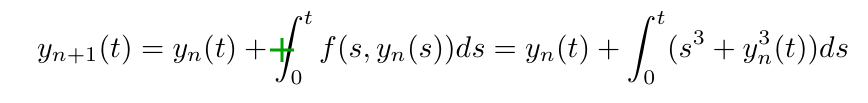 y_{n+1}(t) = y_n(t) + \int_0^t f(s, y_n(s))ds = y_n(t) + \int_0^t (s^3 + y_n^3(t))ds